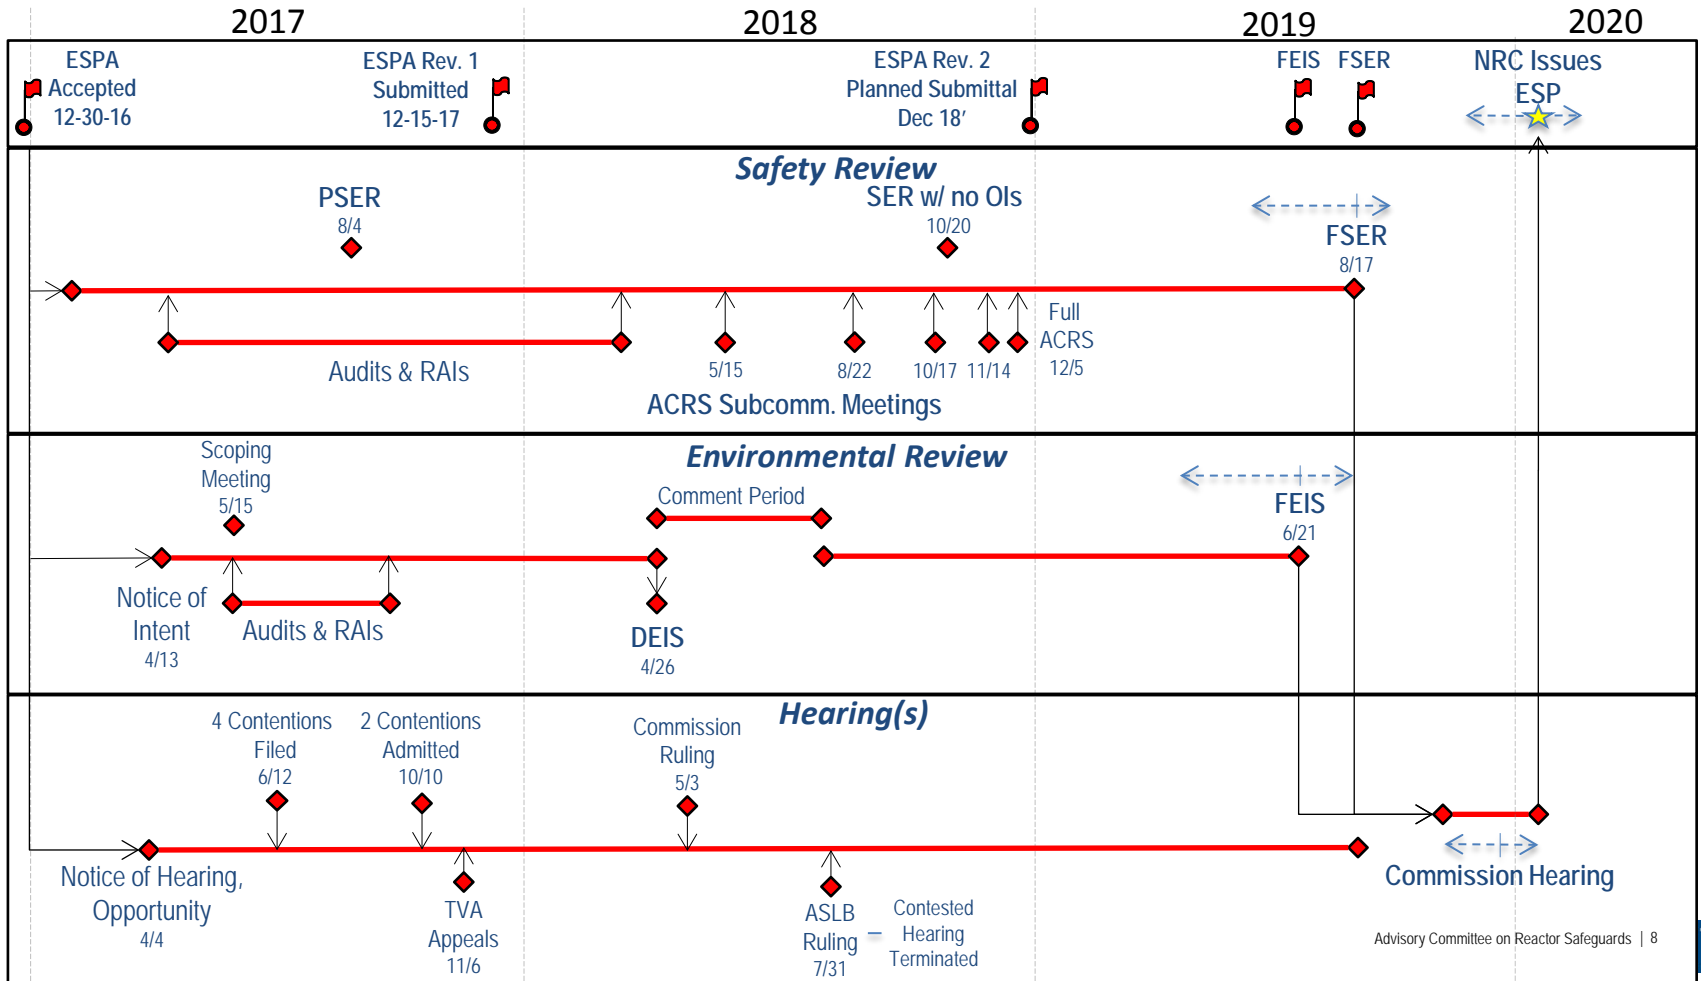 2017
2018
2019
2020
ESPA
Accepted
12-30-16
ESPA Rev. 1
Submitted
12-15-17
ESPA Rev. 2
Planned Submittal
Dec 18'
FEIS
FSER
NRC Issues
ESP
Safety Review
PSER
8/4
SER w/ no OIs
10/20
FSER
8/17
Audits & RAIs
5/15
8/22
10/17
11/14
Full
ACRS
12/5
ACRS Subcomm. Meetings
Environmental Review
Scoping
Meeting
5/15
Comment Period
FEIS
6/21
Notice of
Intent
4/13
Audits & RAIs
DEIS
4/26
Hearing(s)
4 Contentions
Filed
6/12
2 Contentions
Admitted
10/10
Commission
Ruling
5/3
Notice of Hearing,
Opportunity
4/4
TVA
Appeals
11/6
ASLB
Ruling
7/31
– Contested
Hearing
Terminated
Commission Hearing
Advisory Committee on Reactor Safeguards | 8